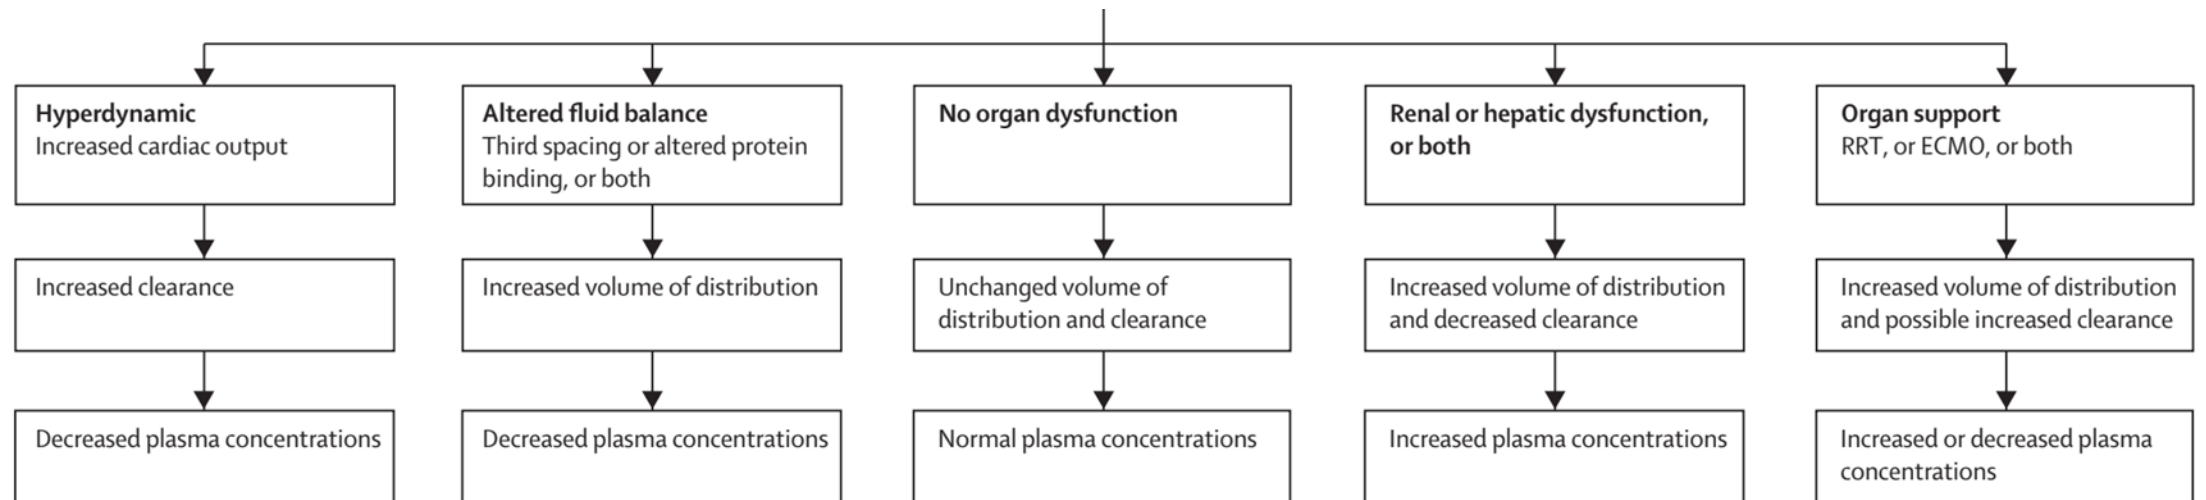 Hyperdynamic
Increased cardiac output
Altered fluid balance
Third spacing or altered protein
binding, or both
No organ dysfunction
Renal or hepatic dysfunction,
or both
Organ support
RRT, or ECMO, or both
Increased clearance
Increased volume of distribution
Unchanged volume of
distribution and clearance
Increased volume of distribution
and decreased clearance
Increased volume of distribution
and possible increased clearance
Decreased plasma concentrations
Decreased plasma concentrations
Normal plasma concentrations
Increased plasma concentrations
Increased or decreased plasma
concentrations